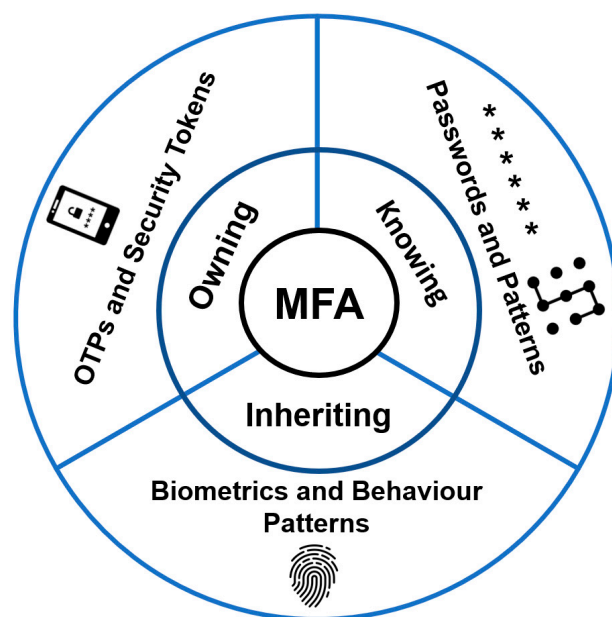 MFA
Owning
Knowing
Inheriting
OTPs and Security Tokens
****
******
Passwords and Patterns
Biometrics and Behaviour
Patterns